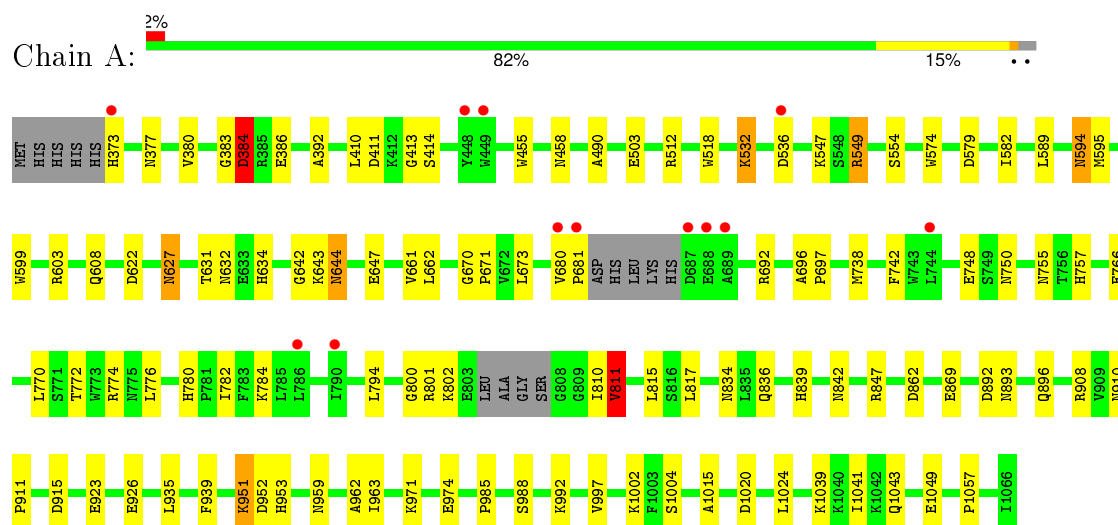 2%
Chain A:
82% 15%
MET HIS HIS HIS HIS H373 N377 V380 G383 D384 R385 E386 A392 L410 D411 K412 G413 S414 Y448 W449 W455 N458 A490 E503 R512 W518 K532 D536 K547 S548 R549 S554 W574 D579 I582 L589 N594 M595
W599 R603 Q608 D622 N627 T631 N632 E633 H634 G642 K643 N644 E647 V661 L662 G670 P671 V672 L673 V680 P681 ASP HIS LEU LYS HIS D687 E688 A689 R692 A696 P697 M738 F742 W743 L744 E748 S749 N750 N755 T756 H757
L770 S771 T772 W773 R774 N775 L776 H780 P781 I782 F783 K784 L785 L786 I790 L794 G800 R801 K802 E803 LEU ALA GLY SER G808 G809 I810 V811 L815 S816 L817 N834 L835 Q836 H839 N842 R847 D862 E869 D892 N893 Q896 R908 V909 N910
P911 D915 E923 E926 L935 F939 K951 D952 H953 N959 A962 I963 K971 E974 P985 S988 K992 V997 K1002 F1003 S1004 A1015 D1020 L1024 K1039 K1040 I1041 K1042 Q1043 E1049 P1057 I1066